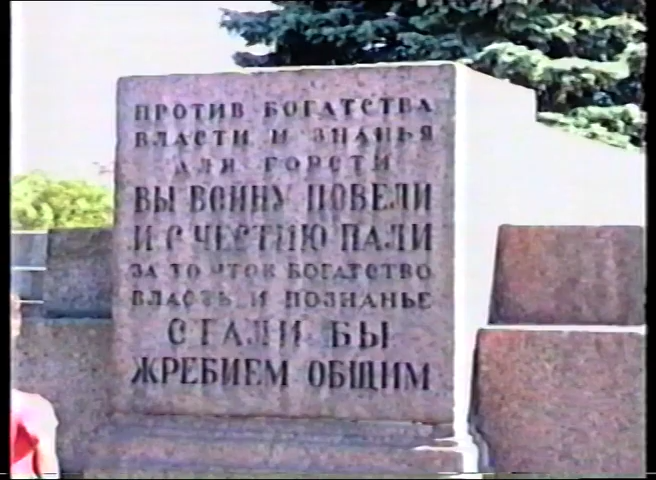 ПРОТИВ БОГАТСТВА
ВЛАСТИ И ЗНАНЬЯ
ДЛЯ ГОРСТИ
ВЫ ВОЙНУ ПОВЕЛИ
И С ЧЕСТИЮ ПАЛИ
ЗА ТО ЧТОБ БОГАТСТВО
ВЛАСТЬ И ПОЗНАНЬЕ
СТАЛИ БЫ
ЖРЕБИЕМ ОБЩИМ